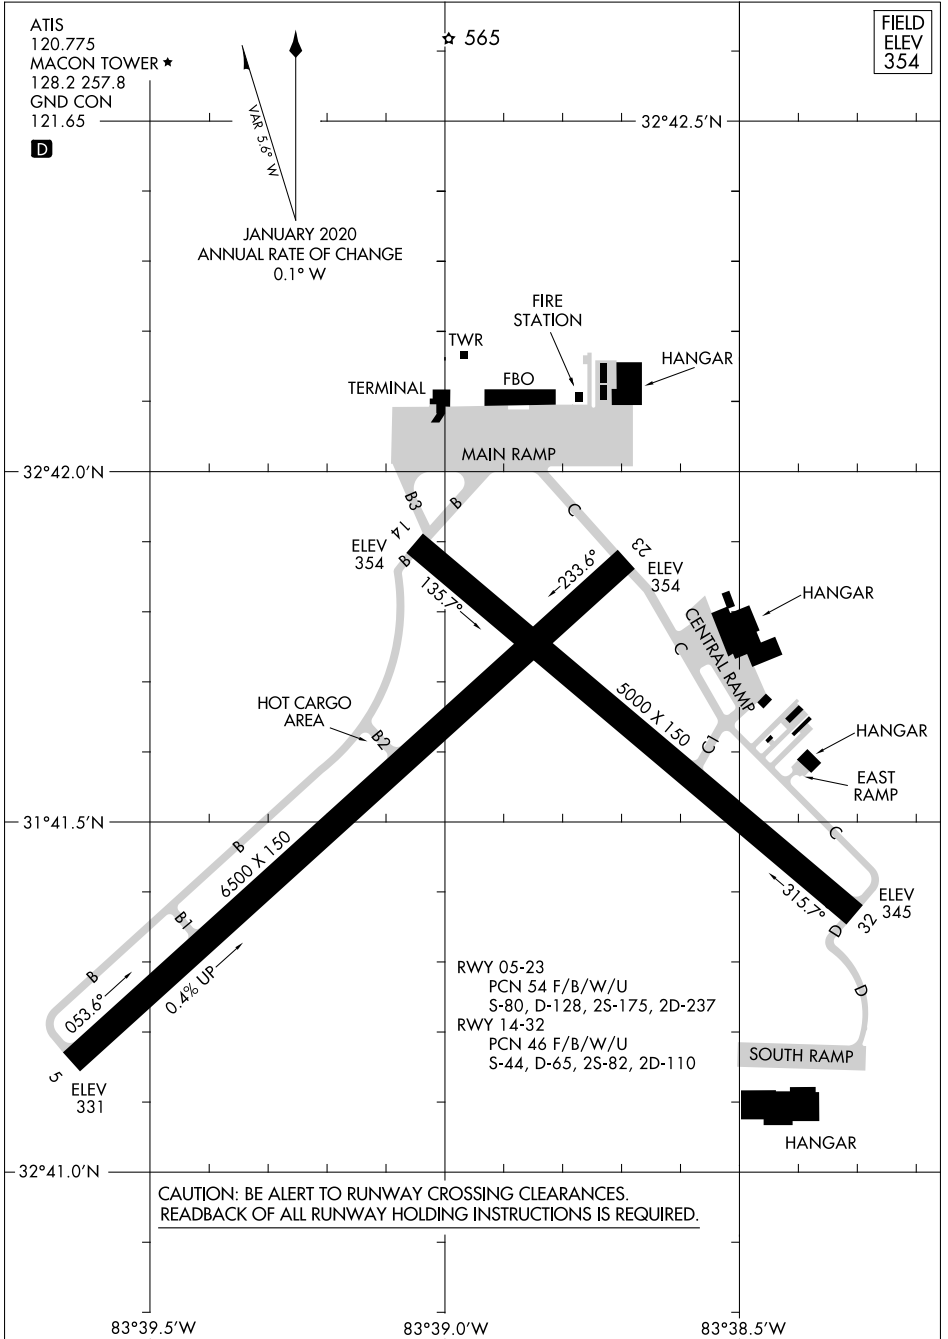 ATIS
120.775
MACON TOWER ★
128.2 257.8
GND CON
121.65
D
565
FIELD
ELEV
354
VAR 5.6° W
32°42.5'N
JANUARY 2020
ANNUAL RATE OF CHANGE
0.1° W
FIRE
STATION
TWR
HANGAR
TERMINAL
FBO
MAIN RAMP
32°42.0'N
B3
B
C
14
23
ELEV
354
B
135.7°
233.6°
ELEV
354
HANGAR
CENTRAL RAMP
C
HOT CARGO
AREA
B2
5000 X 150
C1
HANGAR
EAST
RAMP
31°41.5'N
C
B
6500 X 150
B1
315.7°
ELEV
345
32
D
B
053.6°
0.4% UP
D
RWY 05-23
PCN 54 F/B/W/U
S-80, D-128, 2S-175, 2D-237
RWY 14-32
PCN 46 F/B/W/U
S-44, D-65, 2S-82, 2D-110
SOUTH RAMP
5
ELEV
331
HANGAR
32°41.0'N
CAUTION: BE ALERT TO RUNWAY CROSSING CLEARANCES.
READBACK OF ALL RUNWAY HOLDING INSTRUCTIONS IS REQUIRED.
83°39.5'W
83°39.0'W
83°38.5'W